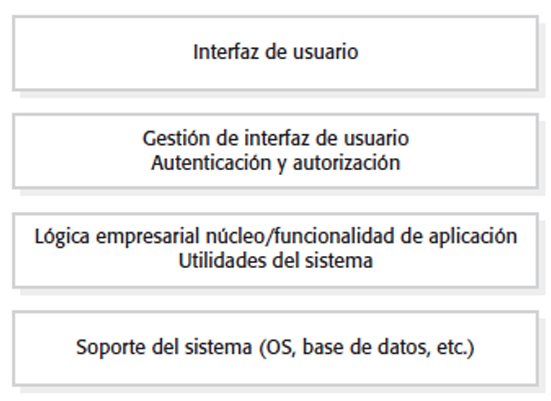 Interfaz de usuario
Gestión de interfaz de usuario
Autenticación y autorización
Lógica empresarial núcleo/funcionalidad de aplicación
Utilidades del sistema
Soporte del sistema (OS, base de datos, etc.)